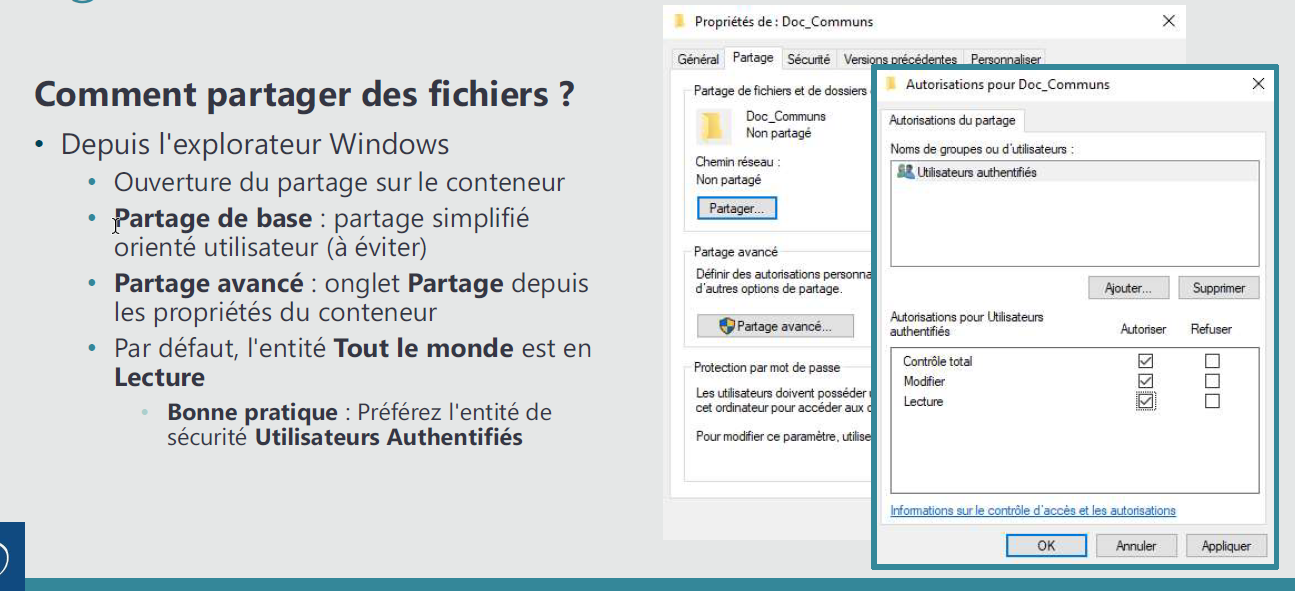 Comment partager des fichiers ?
• Depuis l'explorateur Windows
• Ouverture du partage sur le conteneur
• Partage de base : partage simplifié
orienté utilisateur (à éviter)
• Partage avancé : onglet Partage depuis
les propriétés du conteneur
• Par défaut, l'entité Tout le monde est en
Lecture
• Bonne pratique : Préférez l'entité de
sécurité Utilisateurs Authentifiés
Propriétés de : Doc_Communs
Général Partage Sécurité Versions précédentes Personnaliser
Partage de fichiers et de dossiers
Doc_Communs
Non partagé
Chemin réseau :
Non partagé
Partager...
Partage avancé
Définir des autorisations personna
d'autres options de partage.
Partage avancé...
Protection par mot de passe
Les utilisateurs doivent posséder
cet ordinateur pour accéder aux
Pour modifier ce paramètre, utilise
Autorisations pour Doc_Communs
Autorisations du partage
Noms de groupes ou d'utilisateurs :
Utilisateurs authentifiés
Ajouter... Supprimer
Autorisations pour Utilisateurs
authentifiés Autoriser Refuser
Contrôle total
Modifier
Lecture
Informations sur le contrôle d'accès et les autorisations
OK Annuler Appliquer